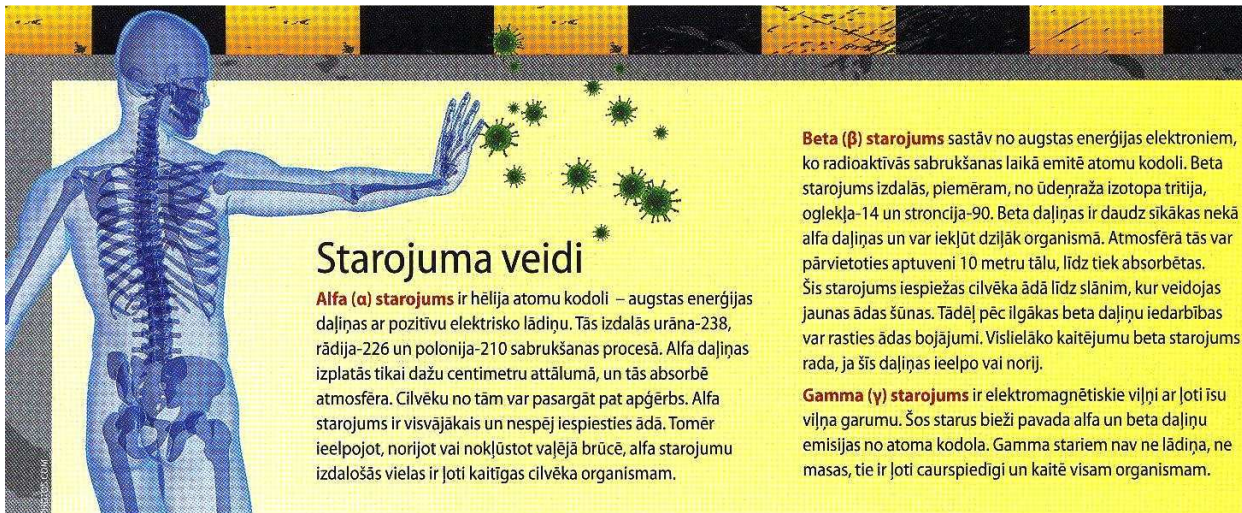 Starojuma veidi
Alfa (α) starojums ir hēlija atomu kodoli – augstas enerģijas
daļiņas ar pozitīvu elektrisko lādiņu. Tās izdalās urāna-238,
rādija-226 un polonija-210 sabrukšanas procesā. Alfa daļiņas
izplatās tikai dažu centimetru attālumā, un tās absorbē
atmosfēra. Cilvēku no tām var pasargāt pat apģērbs. Alfa
starojums ir visvājākais un nespēj iespiesties ādā. Tomēr
ieelpojot, norijot vai nokļūstot vaļējā brūcē, alfa starojumu
izdalošās vielas ir ļoti kaitīgas cilvēka organismam.
Beta (β) starojums sastāv no augstas enerģijas elektroniem,
ko radioaktīvās sabrukšanas laikā emitē atomu kodoli. Beta
starojums izdalās, piemēram, no ūdeņraža izotopa tritija,
oglekļa-14 un stroncija-90. Beta daļiņas ir daudz sīkākas nekā
alfa daļiņas un var iekļūt dziļāk organismā. Atmosfērā tās var
pārvietoties aptuveni 10 metru tālu, līdz tiek absorbētas.
Šis starojums iespiežas cilvēka ādā līdz slānim, kur veidojas
jaunas ādas šūnas. Tādēļ pēc ilgākas beta daļiņu iedarbības
var rasties ādas bojājumi. Vislielāko kaitējumu beta starojums
rada, ja šīs daļiņas ieelpo vai norij.
Gamma (γ) starojums ir elektromagnētiskie viļņi ar ļoti īsu
viļņa garumu. Šos starus bieži pavada alfa un beta daļiņu
emisijas no atoma kodola. Gamma stariem nav ne lādiņa, ne
masas, tie ir ļoti caurspiedīgi un kaitē visam organismam.